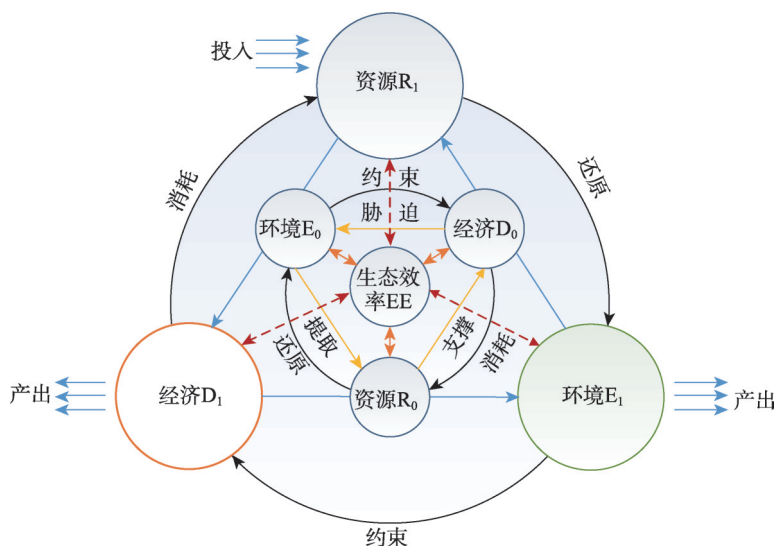 投入
资源R₁
消耗
还原
约束
胁迫
环境E₀
经济D₀
生态效
率EE
提取
还原
支撑
消耗
产出
经济D₁
资源R₀
环境E₁
产出
约束